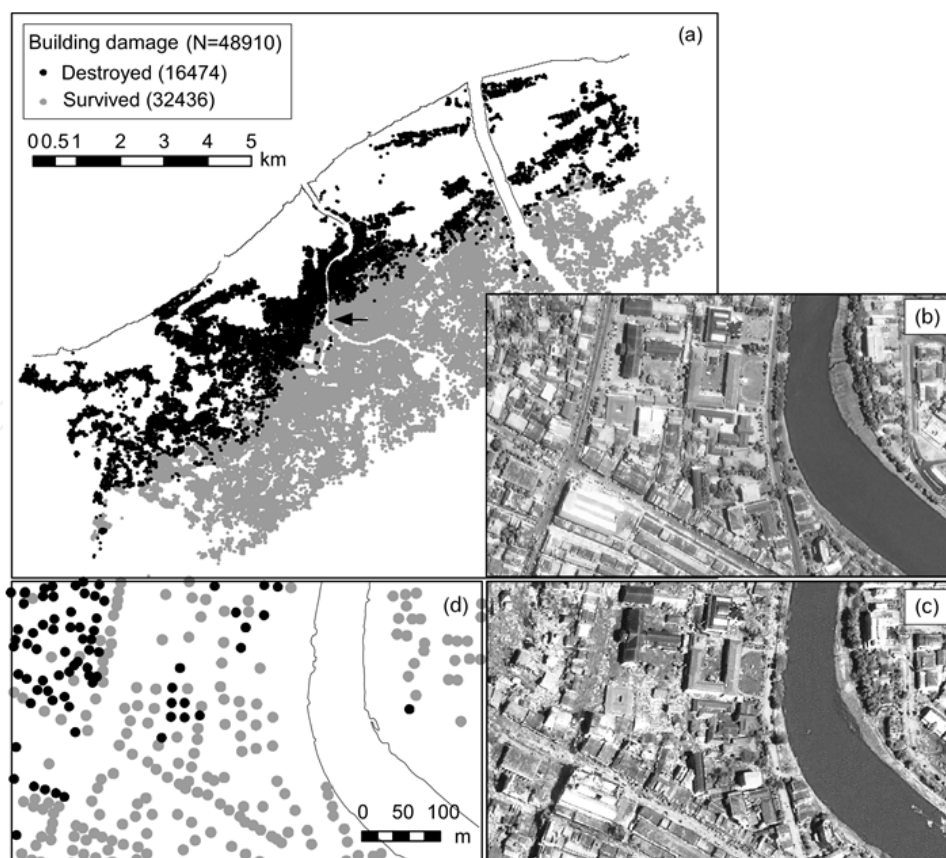 (a)
Building damage (N=48910)
Destroyed (16474)
Survived (32436)
0 0.5 1 2 3 4 5
km
(b)
(d)
(c)
0 50 100
m